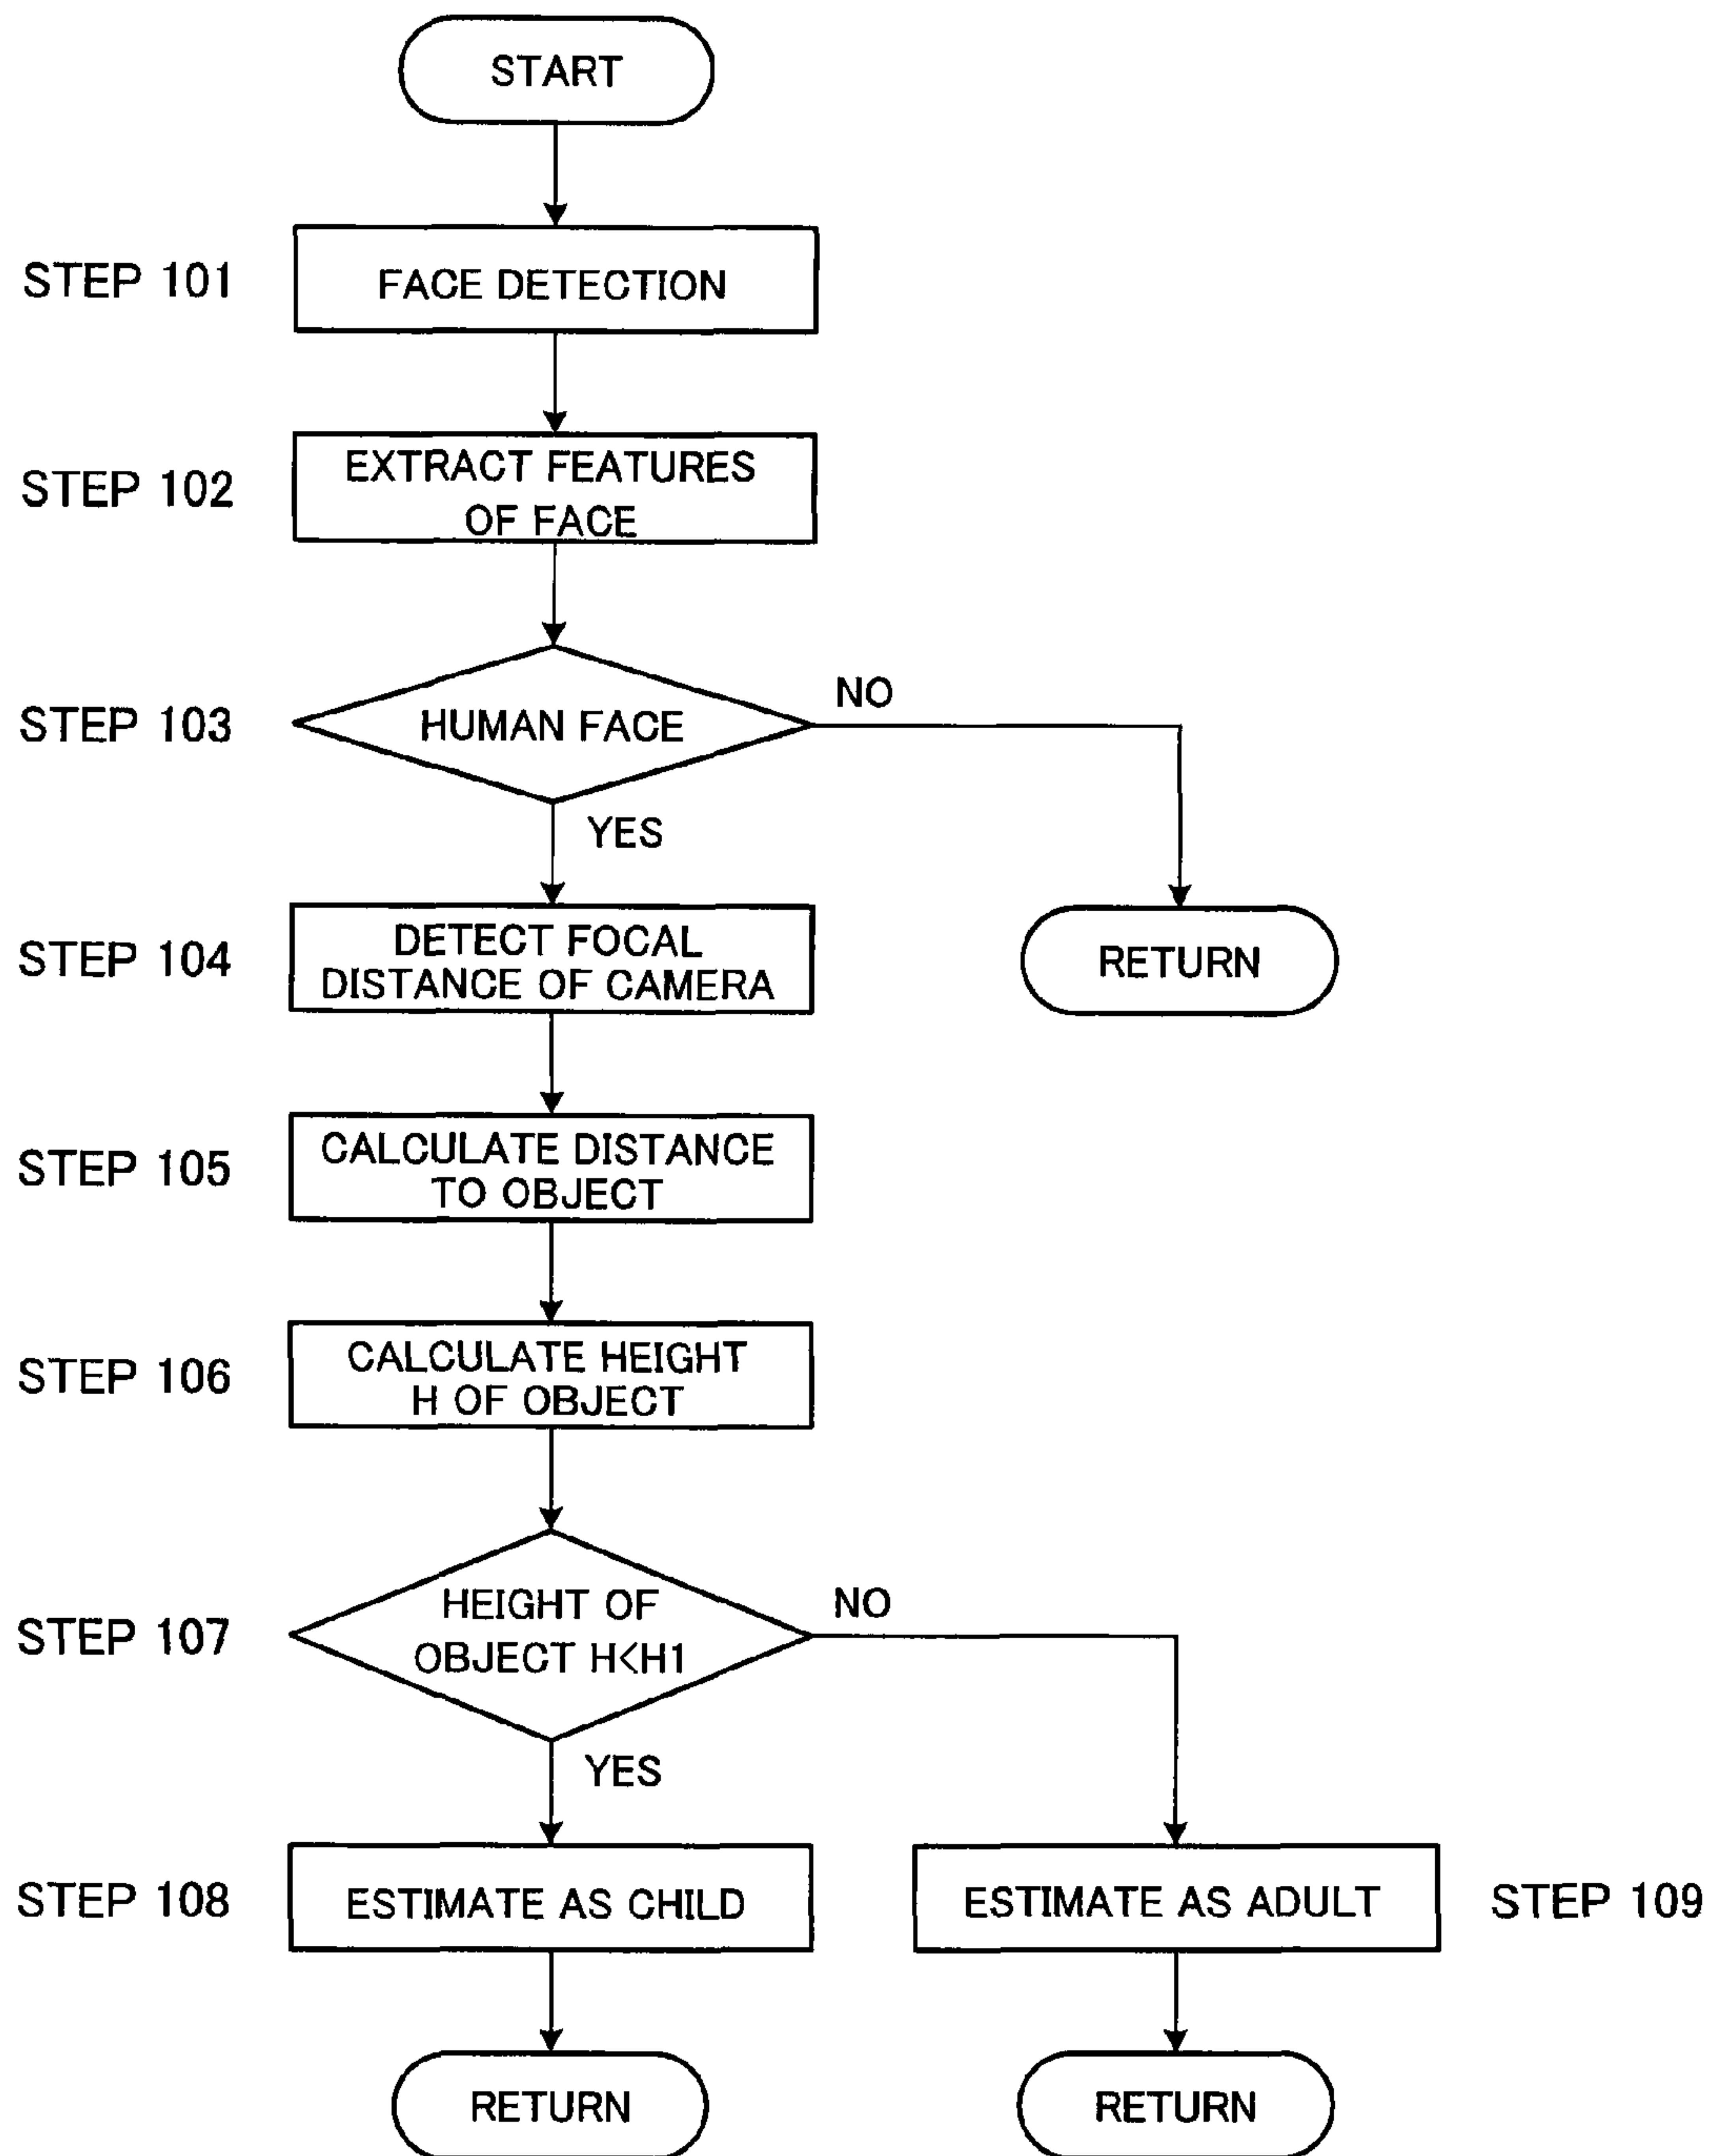 START
STEP 101
FACE DETECTION
STEP 102
EXTRACT FEATURES
OF FACE
STEP 103
HUMAN FACE
NO
YES
STEP 104
DETECT FOCAL
DISTANCE OF CAMERA
RETURN
STEP 105
CALCULATE DISTANCE
TO OBJECT
STEP 106
CALCULATE HEIGHT
H OF OBJECT
STEP 107
HEIGHT OF
OBJECT H<H1
NO
YES
STEP 108
ESTIMATE AS CHILD
ESTIMATE AS ADULT
STEP 109
RETURN
RETURN